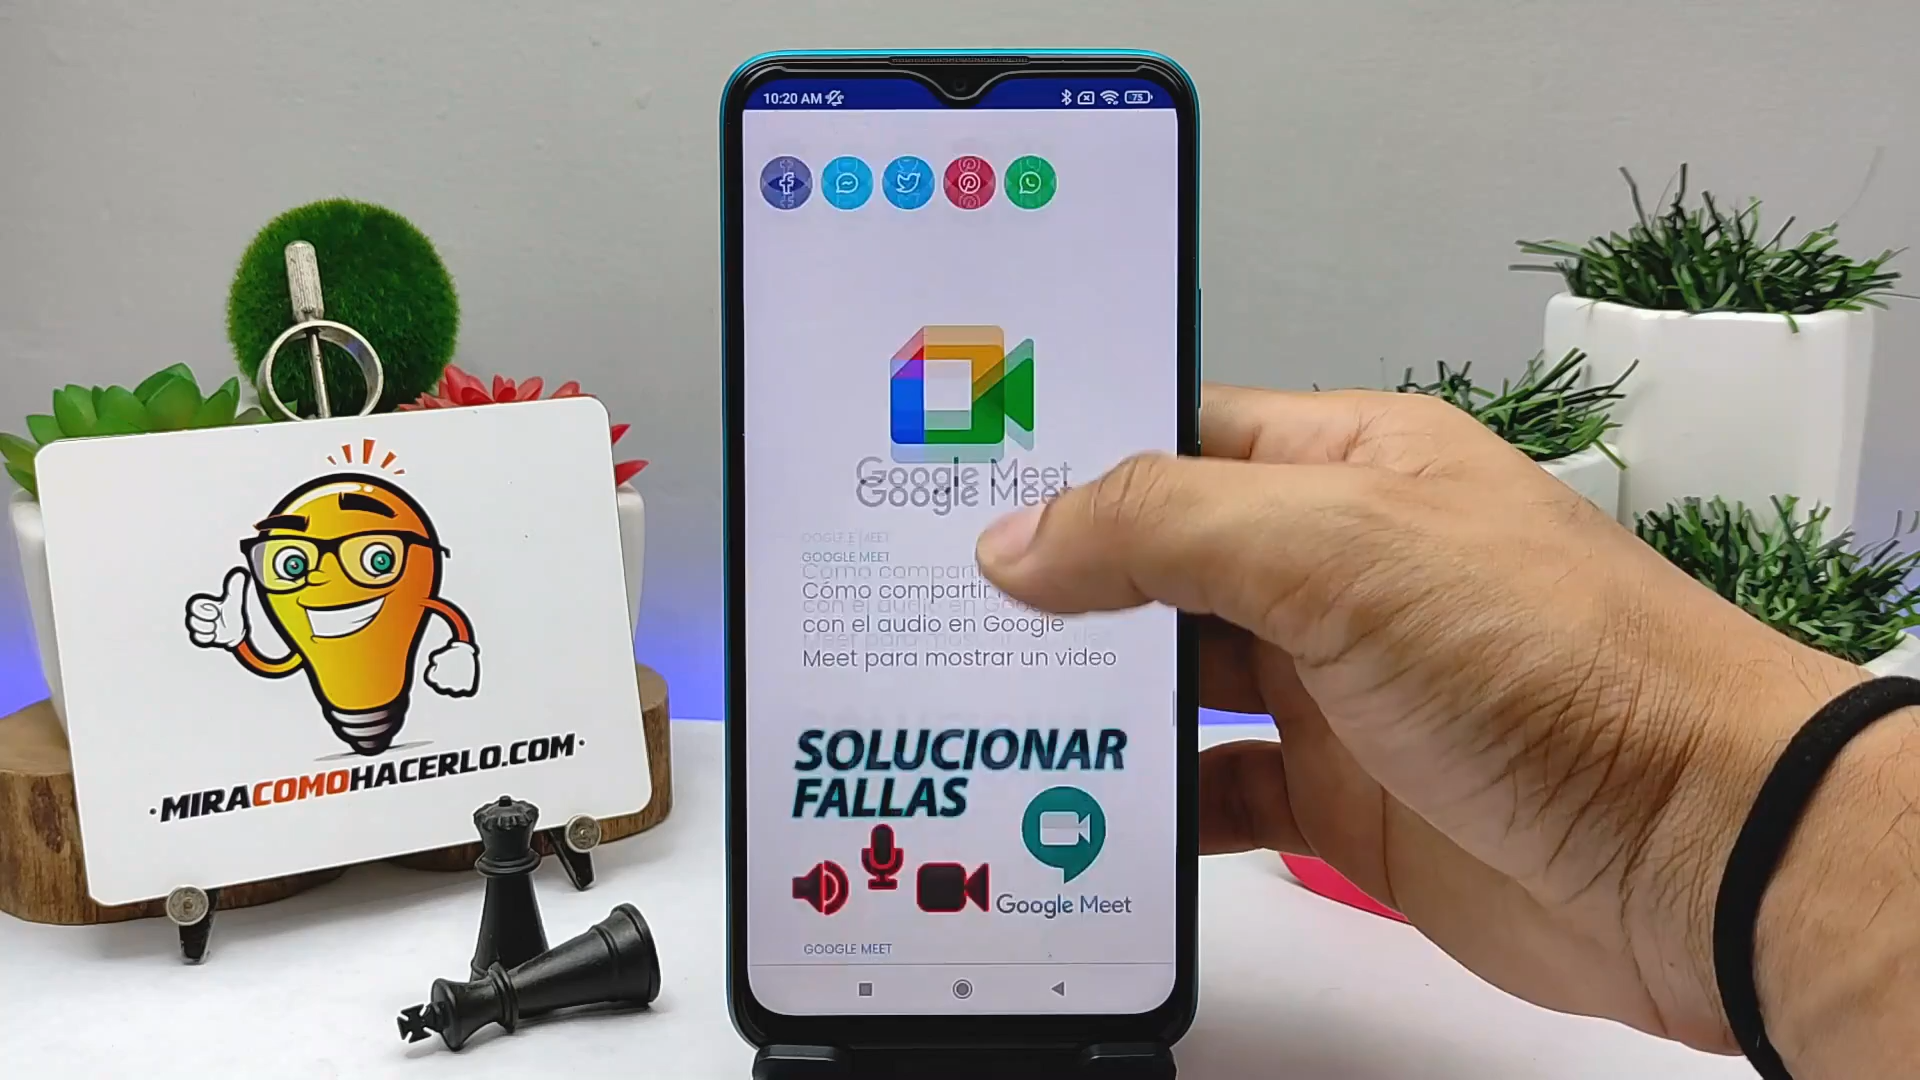 10:20 AM
75
Google Meet
GOOGLE MEET
Cómo compartir
con el audio en Google
Meet para mostrar un video
SOLUCIONAR
FALLAS
Google Meet
GOOGLE MEET
·MIRACOMOHACERLO.COM·